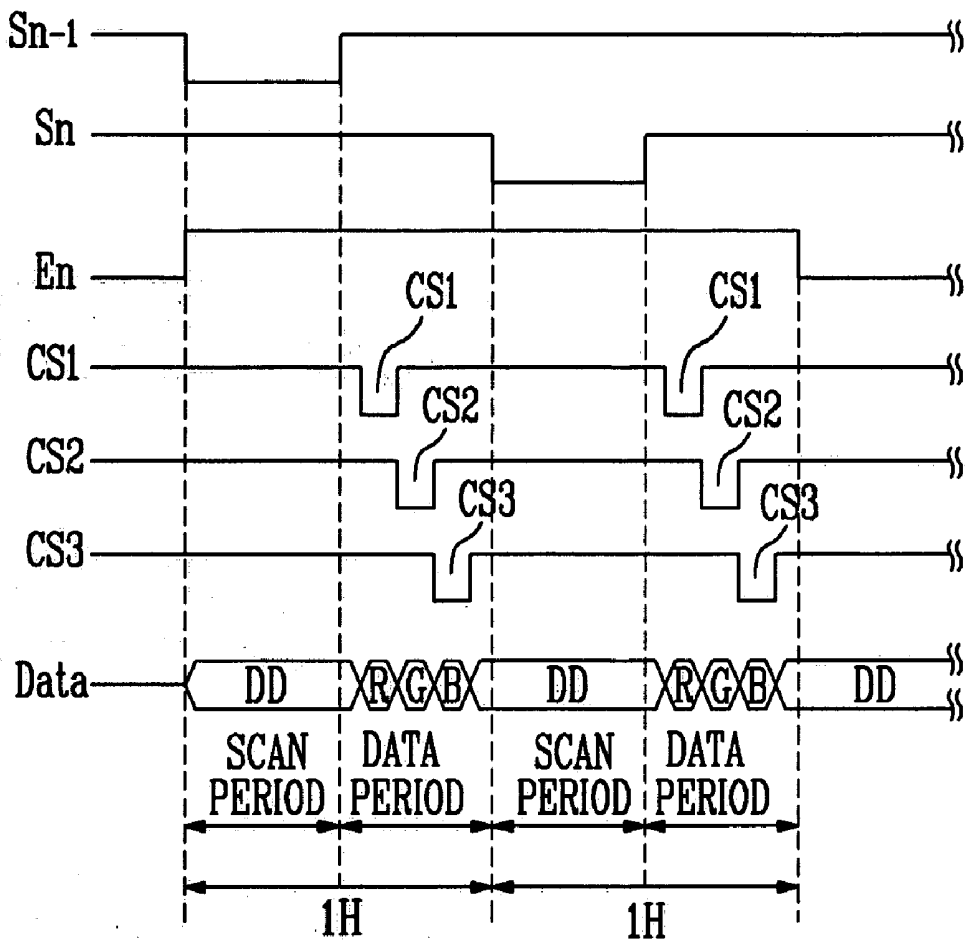 Sn-1
Sn
En
CS1
CS1
CS1
CS2
CS2
CS2
CS3
CS3
CS3
Data
DD
R
G
B
DD
R
G
B
DD
SCAN PERIOD
DATA PERIOD
SCAN PERIOD
DATA PERIOD
1H
1H